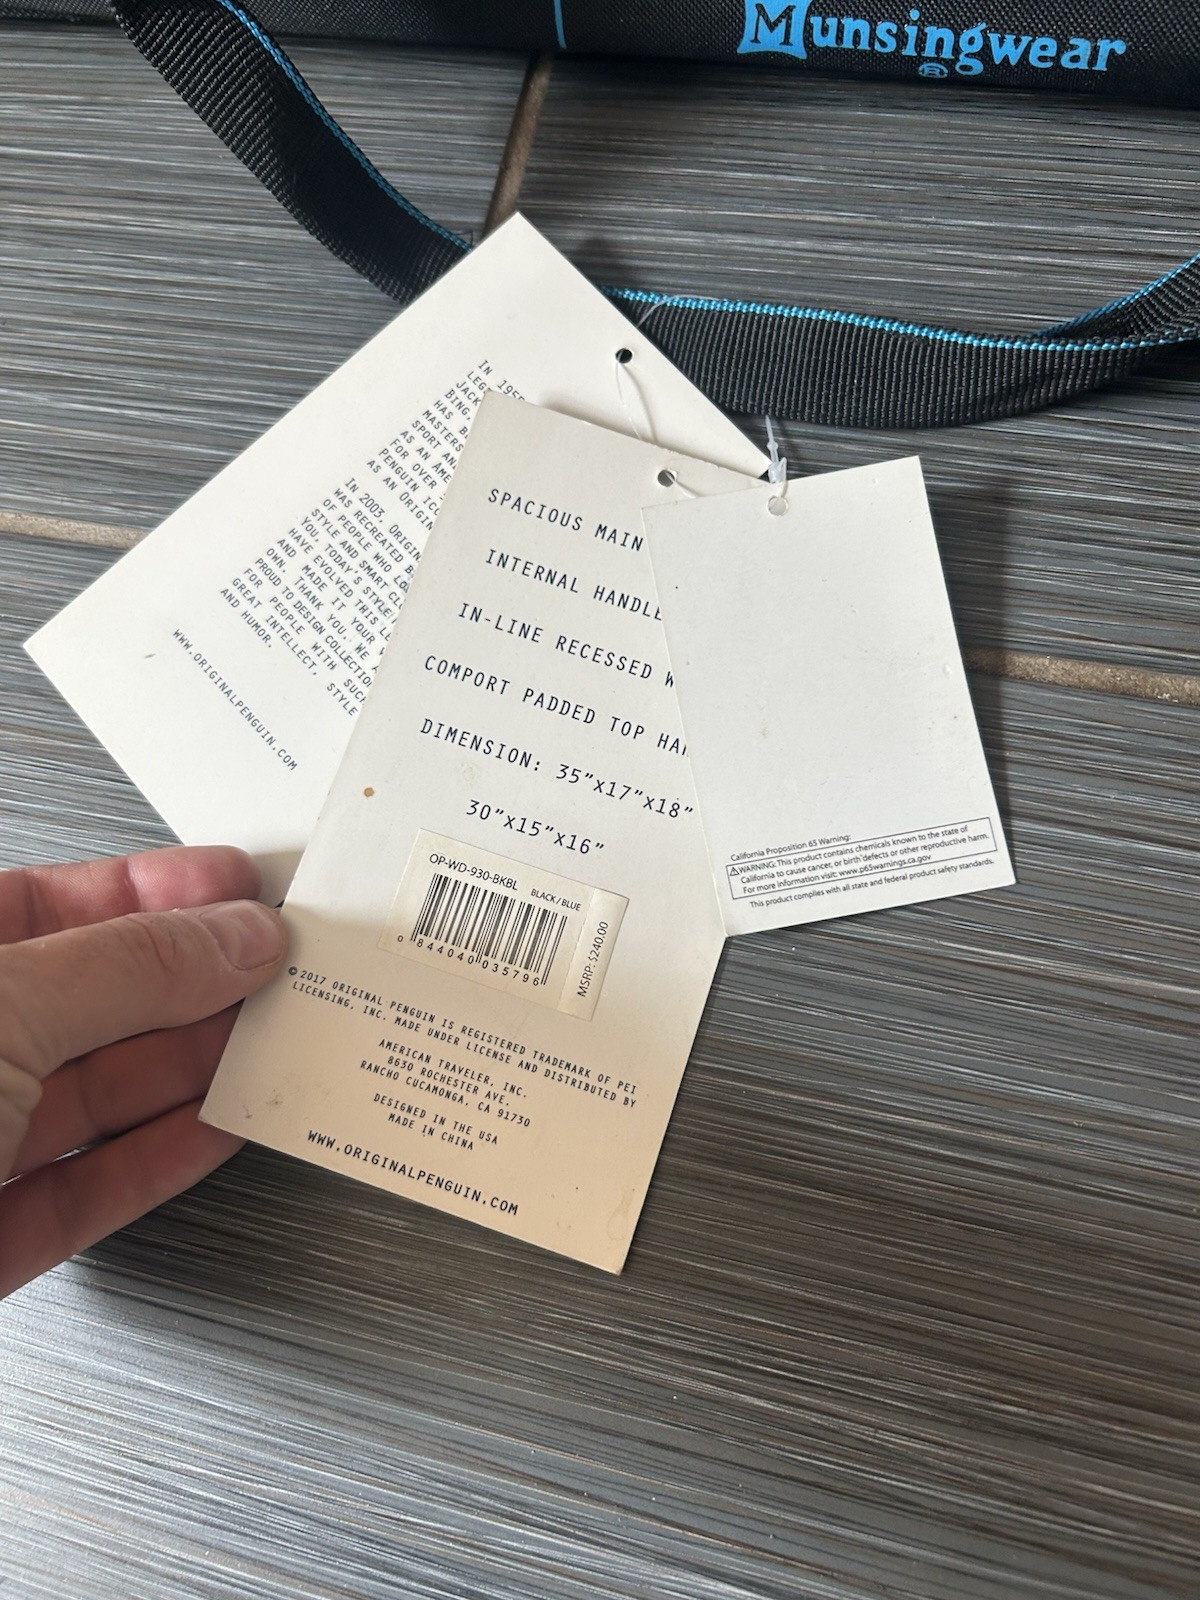 Munsingwear
®
IN 195
LEG
BING,
JACK
HAS B
MASTERS
SPORT AN
AS AN AME
FOR OVER
PENGUIN ICO
AS AN ORIGIN
IN 2003, ORIGIN
WAS RECREATED B
OF PEOPLE WHO LO
STYLE AND SMART CL
YOU, TODAY'S STYLE
HAVE EVOLVED THIS LE
AND MADE IT YOUR
OWN. THANK YOU. WE A
PROUD TO DESIGN COLLECTION
FOR PEOPLE WITH SUCH
GREAT INTELLECT, STYLE
AND HUMOR.
WWW.ORIGINALPENGUIN.COM
SPACIOUS MAIN
INTERNAL HANDLE
IN-LINE RECESSED W
COMPORT PADDED TOP HAN
DIMENSION: 35"x17"x18"
30"x15"x16"
OP-WD-930-BKBL BLACK/BLUE
0 844040 035796
MSRP: $240.00
© 2017 ORIGINAL PENGUIN IS REGISTERED TRADEMARK OF PEI
LICENSING, INC. MADE UNDER LICENSE AND DISTRIBUTED BY
AMERICAN TRAVELER, INC.
8630 ROCHESTER AVE.
RANCHO CUCAMONGA, CA 91730
DESIGNED IN THE USA
MADE IN CHINA
WWW.ORIGINALPENGUIN.COM
California Proposition 65 Warning:
⚠WARNING: This product contains chemicals known to the state of
California to cause cancer, or birth defects or other reproductive harm.
For more information visit: www.p65warnings.ca.gov
This product complies with all state and federal product safety standards.